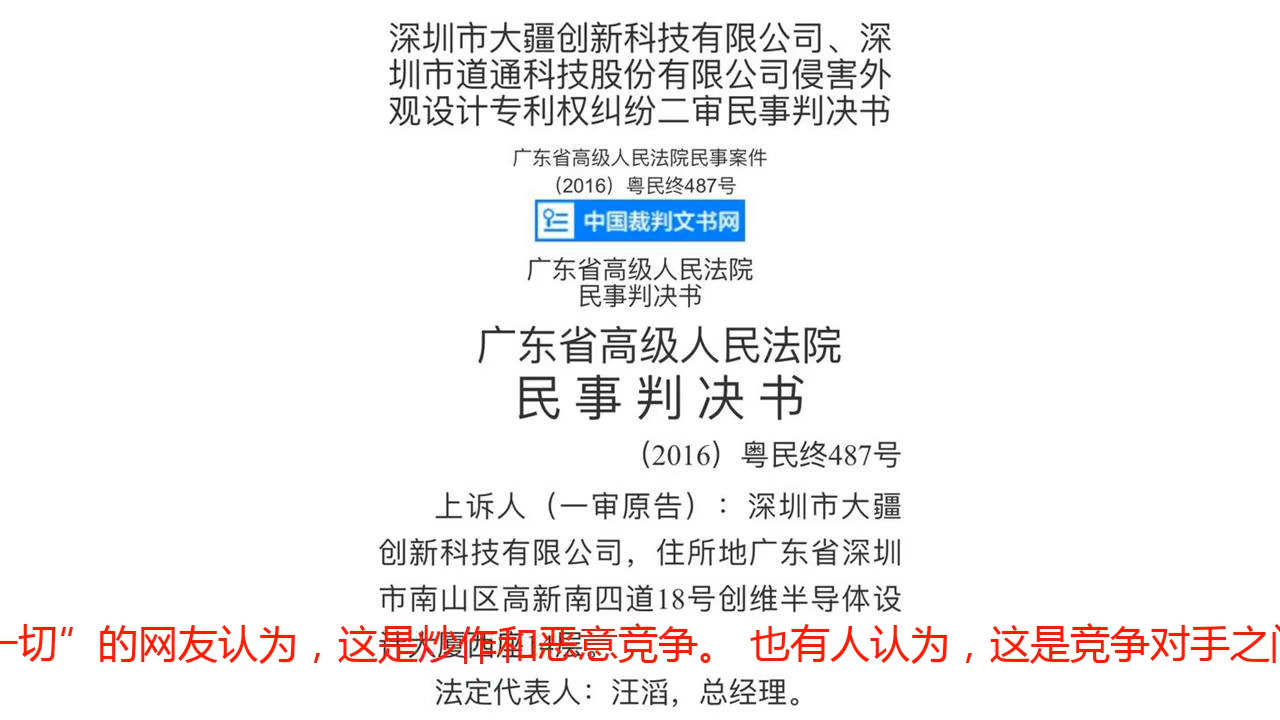 深圳市大疆创新科技有限公司、深
圳市道通科技股份有限公司侵害外
观设计专利权纠纷二审民事判决书
广东省高级人民法院民事案件
（2016）粤民终487号
中国裁判文书网
广东省高级人民法院
民事判决书
广东省高级人民法院
民事判决书
（2016）粤民终487号
上诉人（一审原告）：深圳市大疆
创新科技有限公司，住所地广东省深圳
市南山区高新南四道18号创维半导体设
计大厦西座14层。
一切”的网友认为，这是炒作和恶意竞争。 也有人认为，这是竞争对手之间
法定代表人：汪滔，总经理。